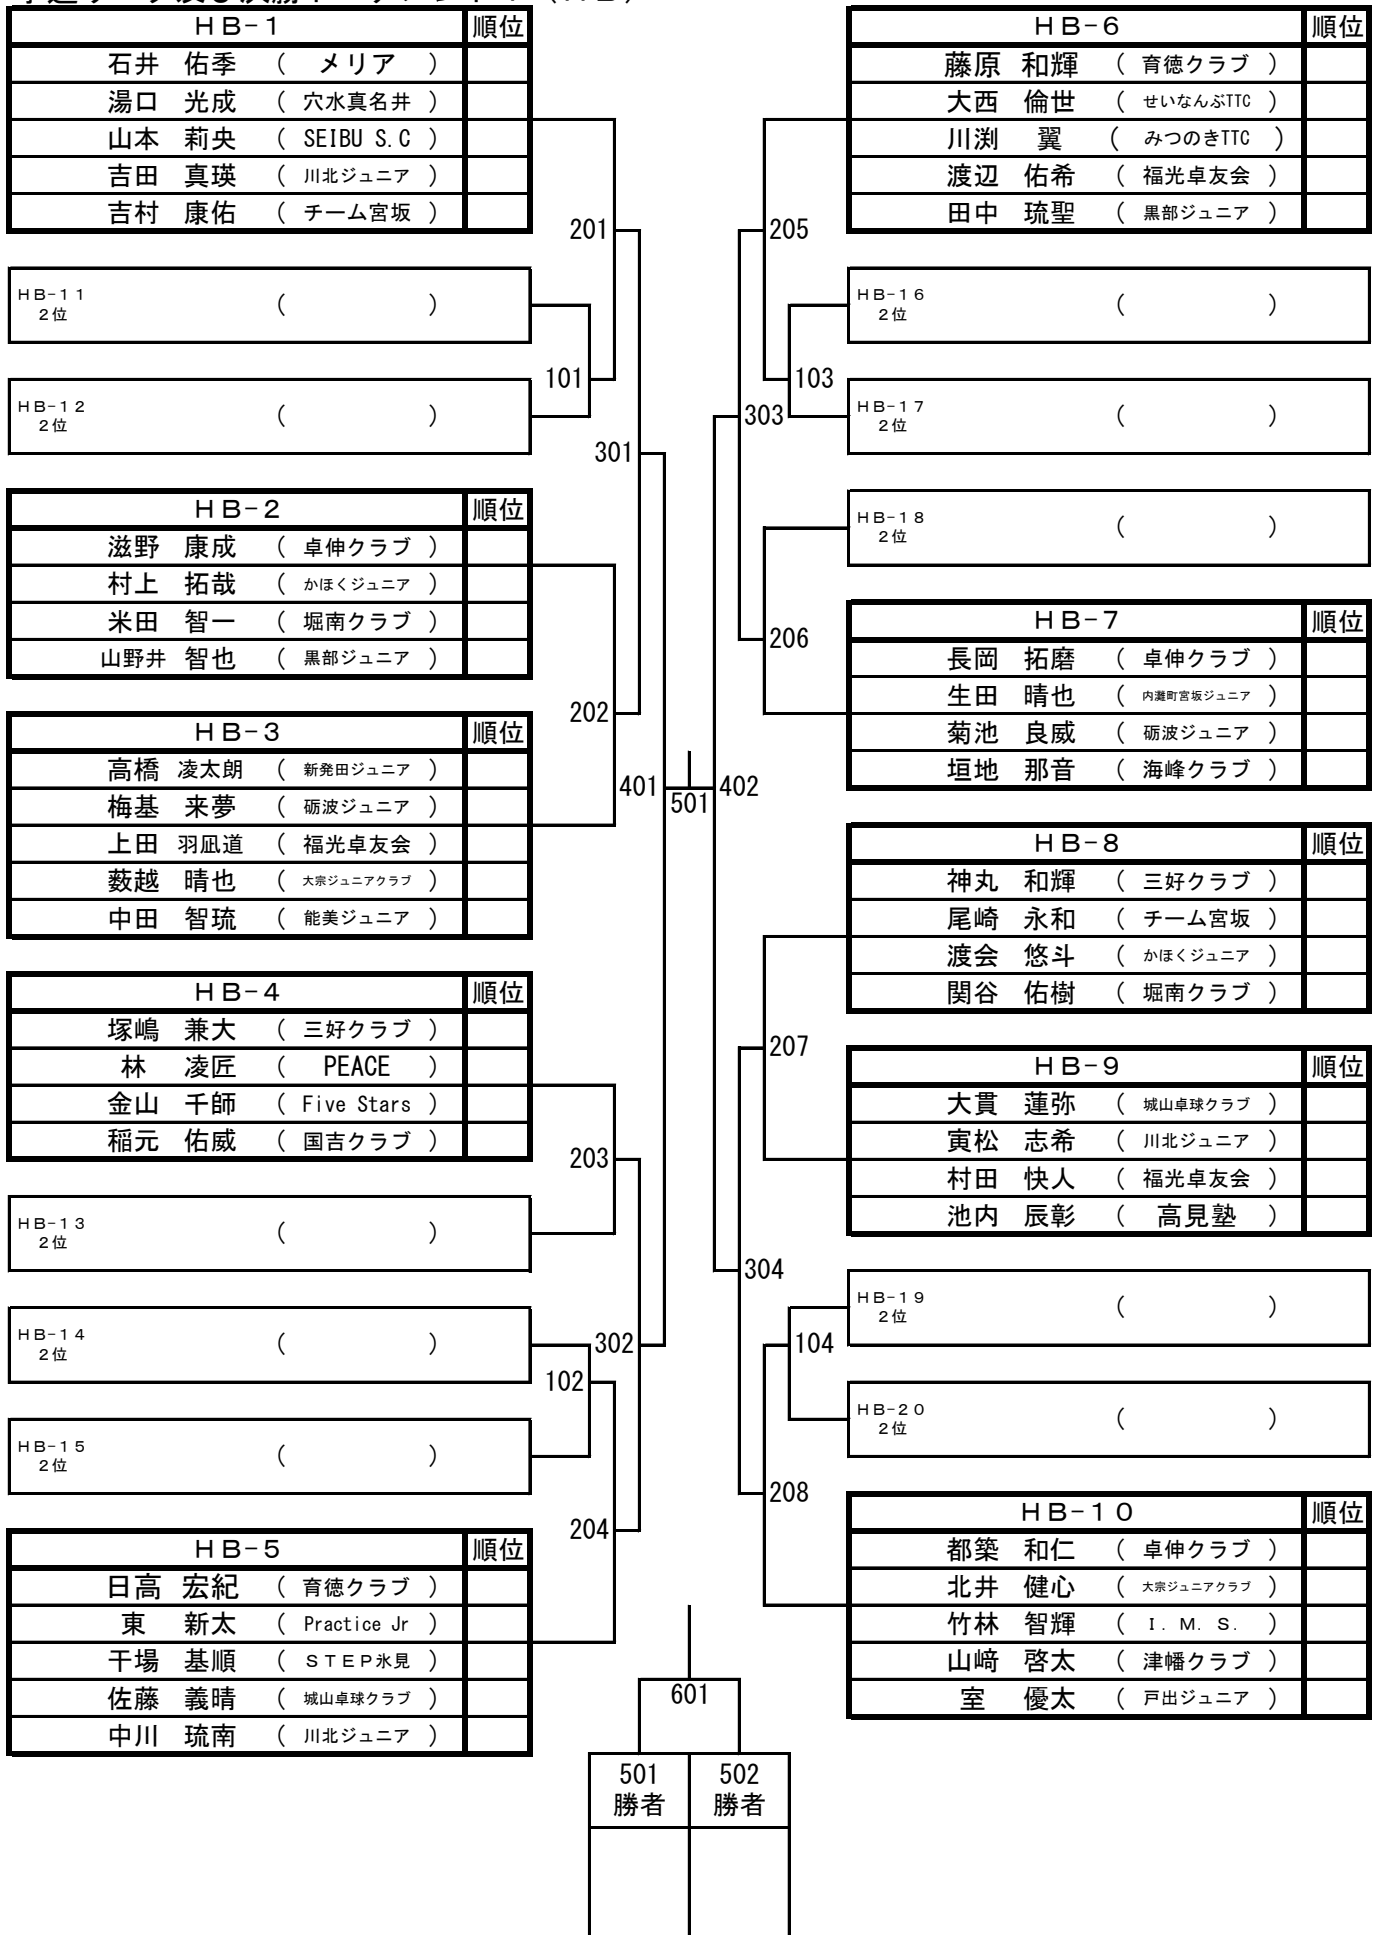 HB-1 順位
石井 佑季 ( メリア )
湯口 光成 ( 穴水真名井 )
山本 莉央 ( SEIBU S.C )
吉田 真瑛 ( 川北ジュニア )
吉村 康佑 ( チーム宮坂 )
201
HB-11
2位 ( )
101
HB-12
2位 ( )
301
HB-2 順位
滋野 康成 ( 卓伸クラブ )
村上 拓哉 ( かほくジュニア )
米田 智一 ( 堀南クラブ )
山野井 智也 ( 黒部ジュニア )
202
HB-3 順位
高橋 凌太朗 ( 新発田ジュニア )
梅基 来夢 ( 砺波ジュニア )
上田 羽凪道 ( 福光卓友会 )
薮越 晴也 ( 大宗ジュニアクラブ )
中田 智琉 ( 能美ジュニア )
401 501 402
HB-4 順位
塚嶋 兼大 ( 三好クラブ )
林 凌匠 ( PEACE )
金山 千師 ( Five Stars )
稲元 佑威 ( 国吉クラブ )
203
HB-13
2位 ( )
302
HB-14
2位 ( )
102
HB-15
2位 ( )
204
HB-5 順位
日高 宏紀 ( 育徳クラブ )
東 新太 ( Practice Jr )
干場 基順 ( STEP氷見 )
佐藤 義晴 ( 城山卓球クラブ )
中川 琉南 ( 川北ジュニア )
HB-6 順位
藤原 和輝 ( 育徳クラブ )
大西 倫世 ( せいなんぶTTC )
川渕 翼 ( みつのきTTC )
渡辺 佑希 ( 福光卓友会 )
田中 琉聖 ( 黒部ジュニア )
205
HB-16
2位 ( )
103
303
HB-17
2位 ( )
HB-18
2位 ( )
206
HB-7 順位
長岡 拓磨 ( 卓伸クラブ )
生田 晴也 ( 内灘町宮坂ジュニア )
菊池 良威 ( 砺波ジュニア )
垣地 那音 ( 海峰クラブ )
HB-8 順位
神丸 和輝 ( 三好クラブ )
尾崎 永和 ( チーム宮坂 )
渡会 悠斗 ( かほくジュニア )
関谷 佑樹 ( 堀南クラブ )
207
HB-9 順位
大貫 蓮弥 ( 城山卓球クラブ )
寅松 志希 ( 川北ジュニア )
村田 快人 ( 福光卓友会 )
池内 辰彰 ( 高見塾 )
304
HB-19
2位 ( )
104
HB-20
2位 ( )
208
HB-10 順位
都築 和仁 ( 卓伸クラブ )
北井 健心 ( 大宗ジュニアクラブ )
竹林 智輝 ( I.M.S. )
山﨑 啓太 ( 津幡クラブ )
室 優太 ( 戸出ジュニア )
601
501 502
勝者 勝者